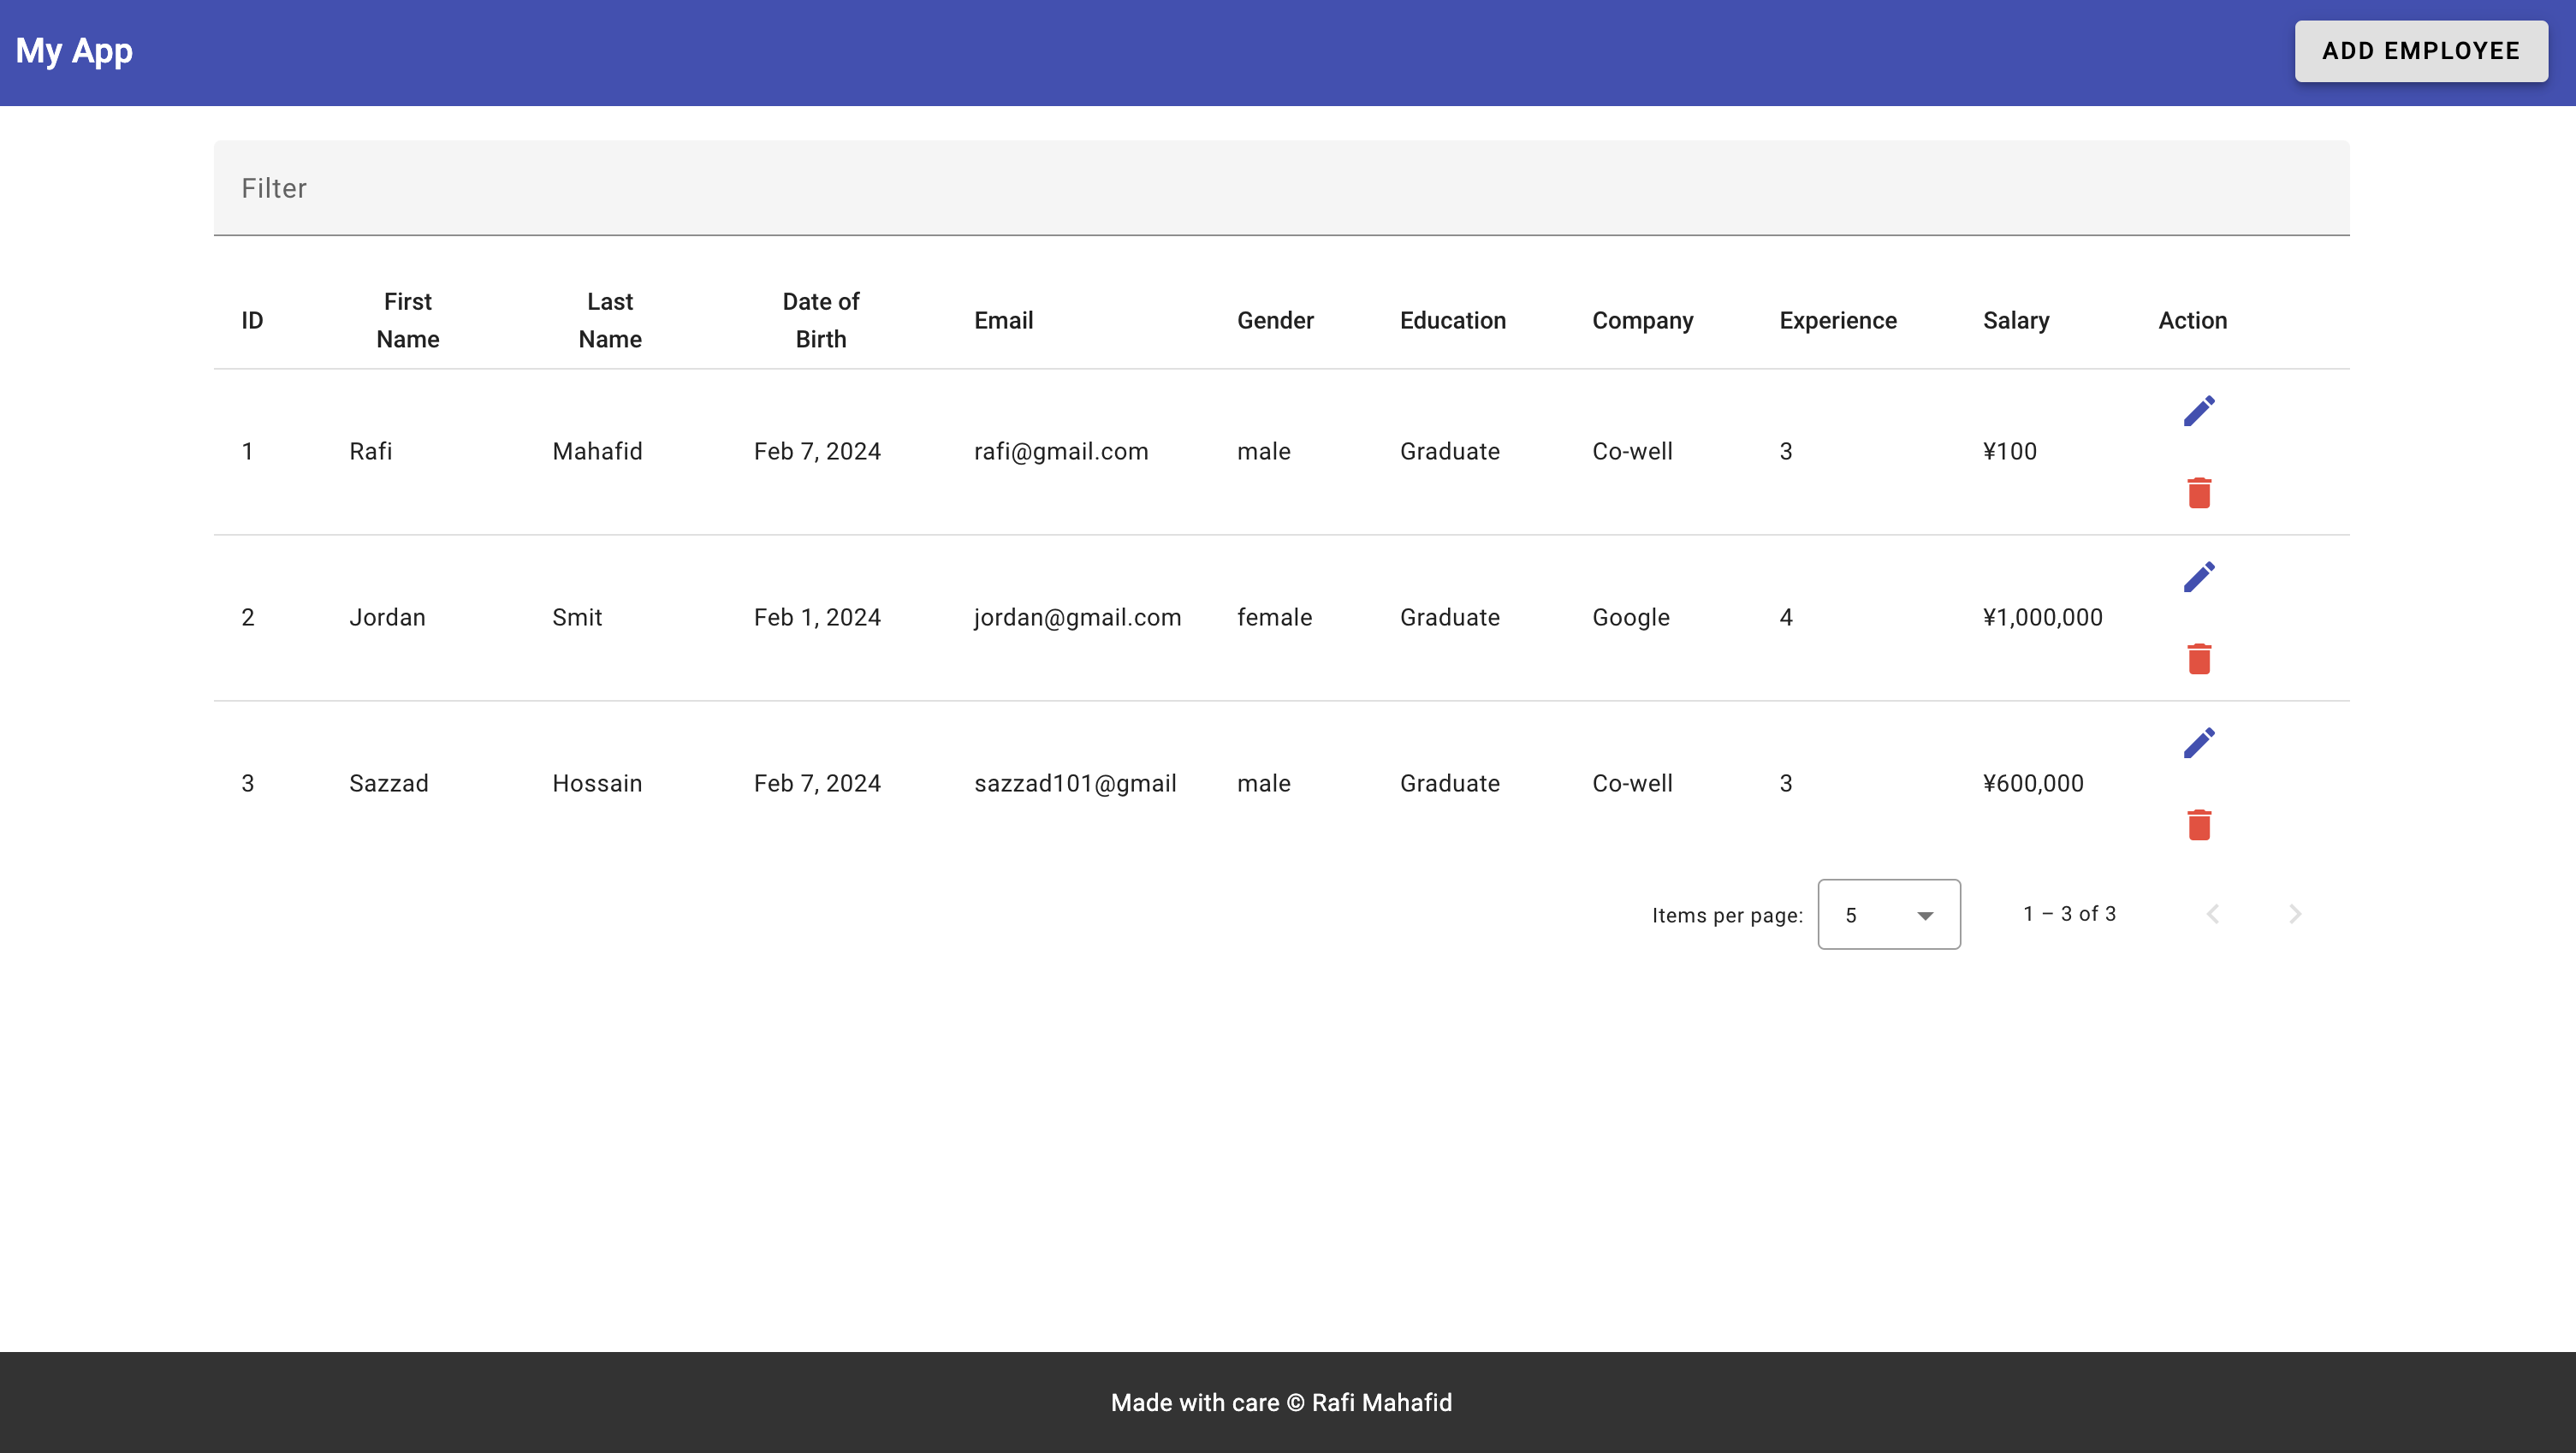 My App
ADD EMPLOYEE
Filter
ID First Name Last Name Date of Birth Email Gender Education Company Experience Salary Action
1 Rafi Mahafid Feb 7, 2024 rafi@gmail.com male Graduate Co-well 3 ¥100
2 Jordan Smit Feb 1, 2024 jordan@gmail.com female Graduate Google 4 ¥1,000,000
3 Sazzad Hossain Feb 7, 2024 sazzad101@gmail male Graduate Co-well 3 ¥600,000
Items per page: 5 1 – 3 of 3
Made with care © Rafi Mahafid